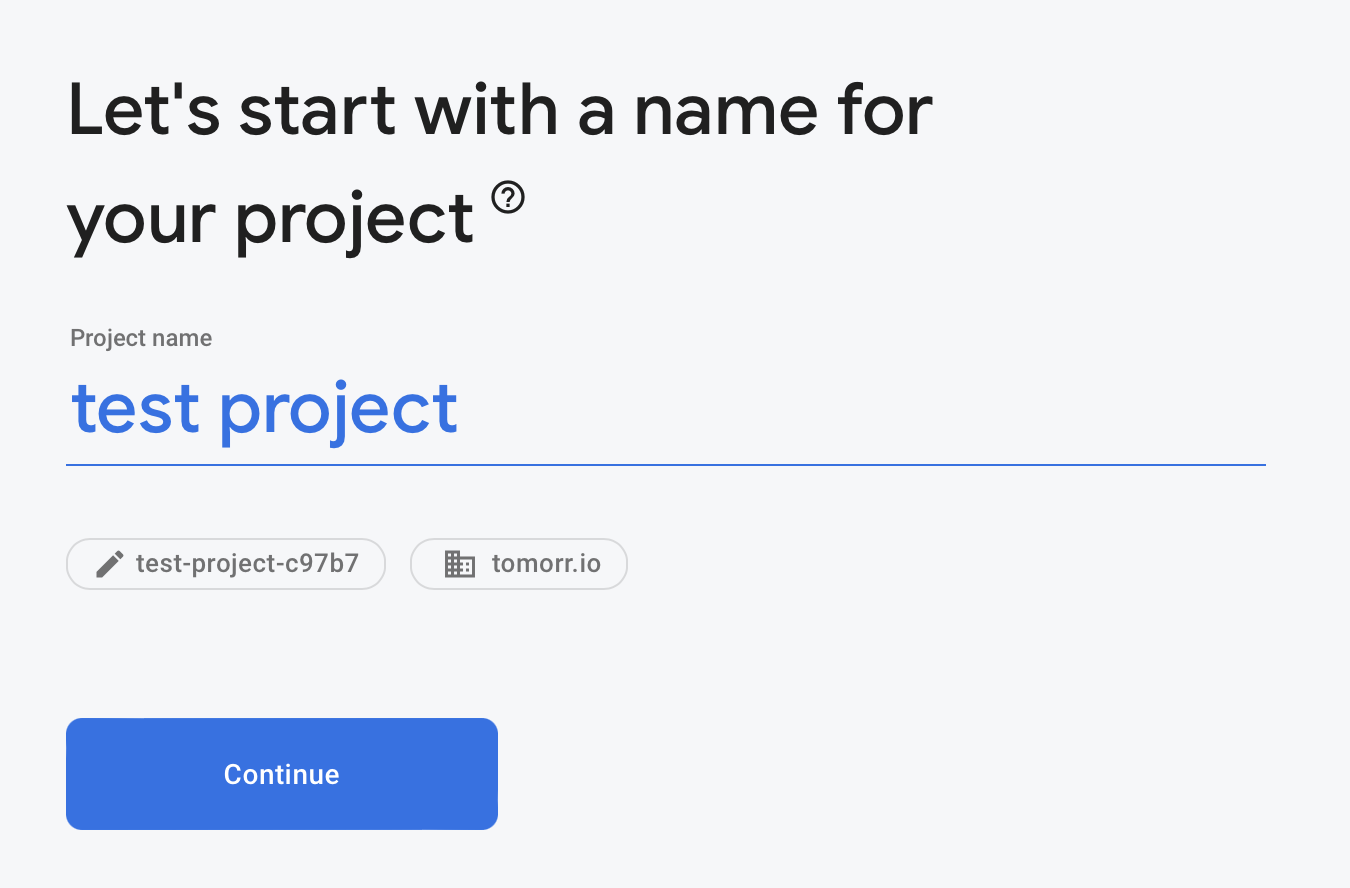 Let's start with a name for
your project
Project name
test project
test-project-c97b7 tomorr.io
Continue